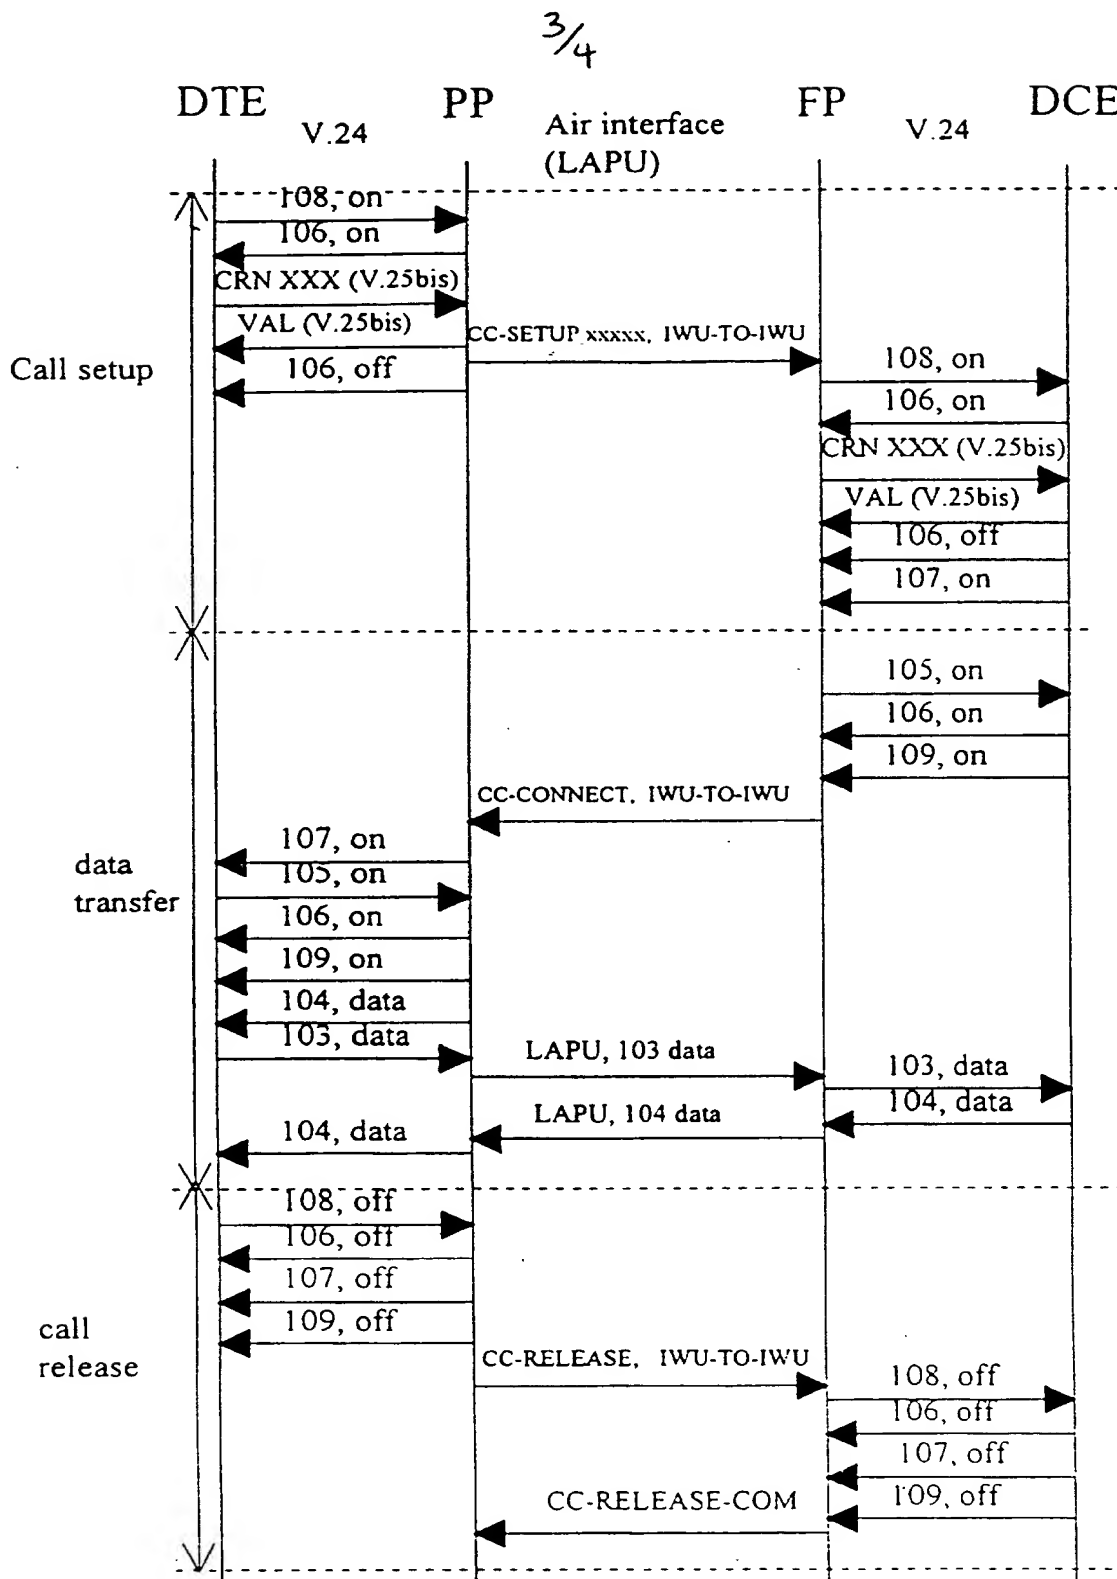 3/4
DTE PP FP DCE
V.24 Air interface V.24
(LAPU)
108, on
106, on
CRN XXX (V.25bis)
VAL (V.25bis)
CC-SETUP xxxxx, IWU-TO-IWU
Call setup
106, off
108, on
106, on
CRN XXX (V.25bis)
VAL (V.25bis)
106, off
107, on
105, on
106, on
109, on
CC-CONNECT, IWU-TO-IWU
107, on
data
transfer
105, on
106, on
109, on
104, data
103, data
LAPU, 103 data
103, data
104, data
LAPU, 104 data
104, data
108, off
106, off
107, off
109, off
call
release
CC-RELEASE, IWU-TO-IWU
108, off
106, off
107, off
109, off
CC-RELEASE-COM